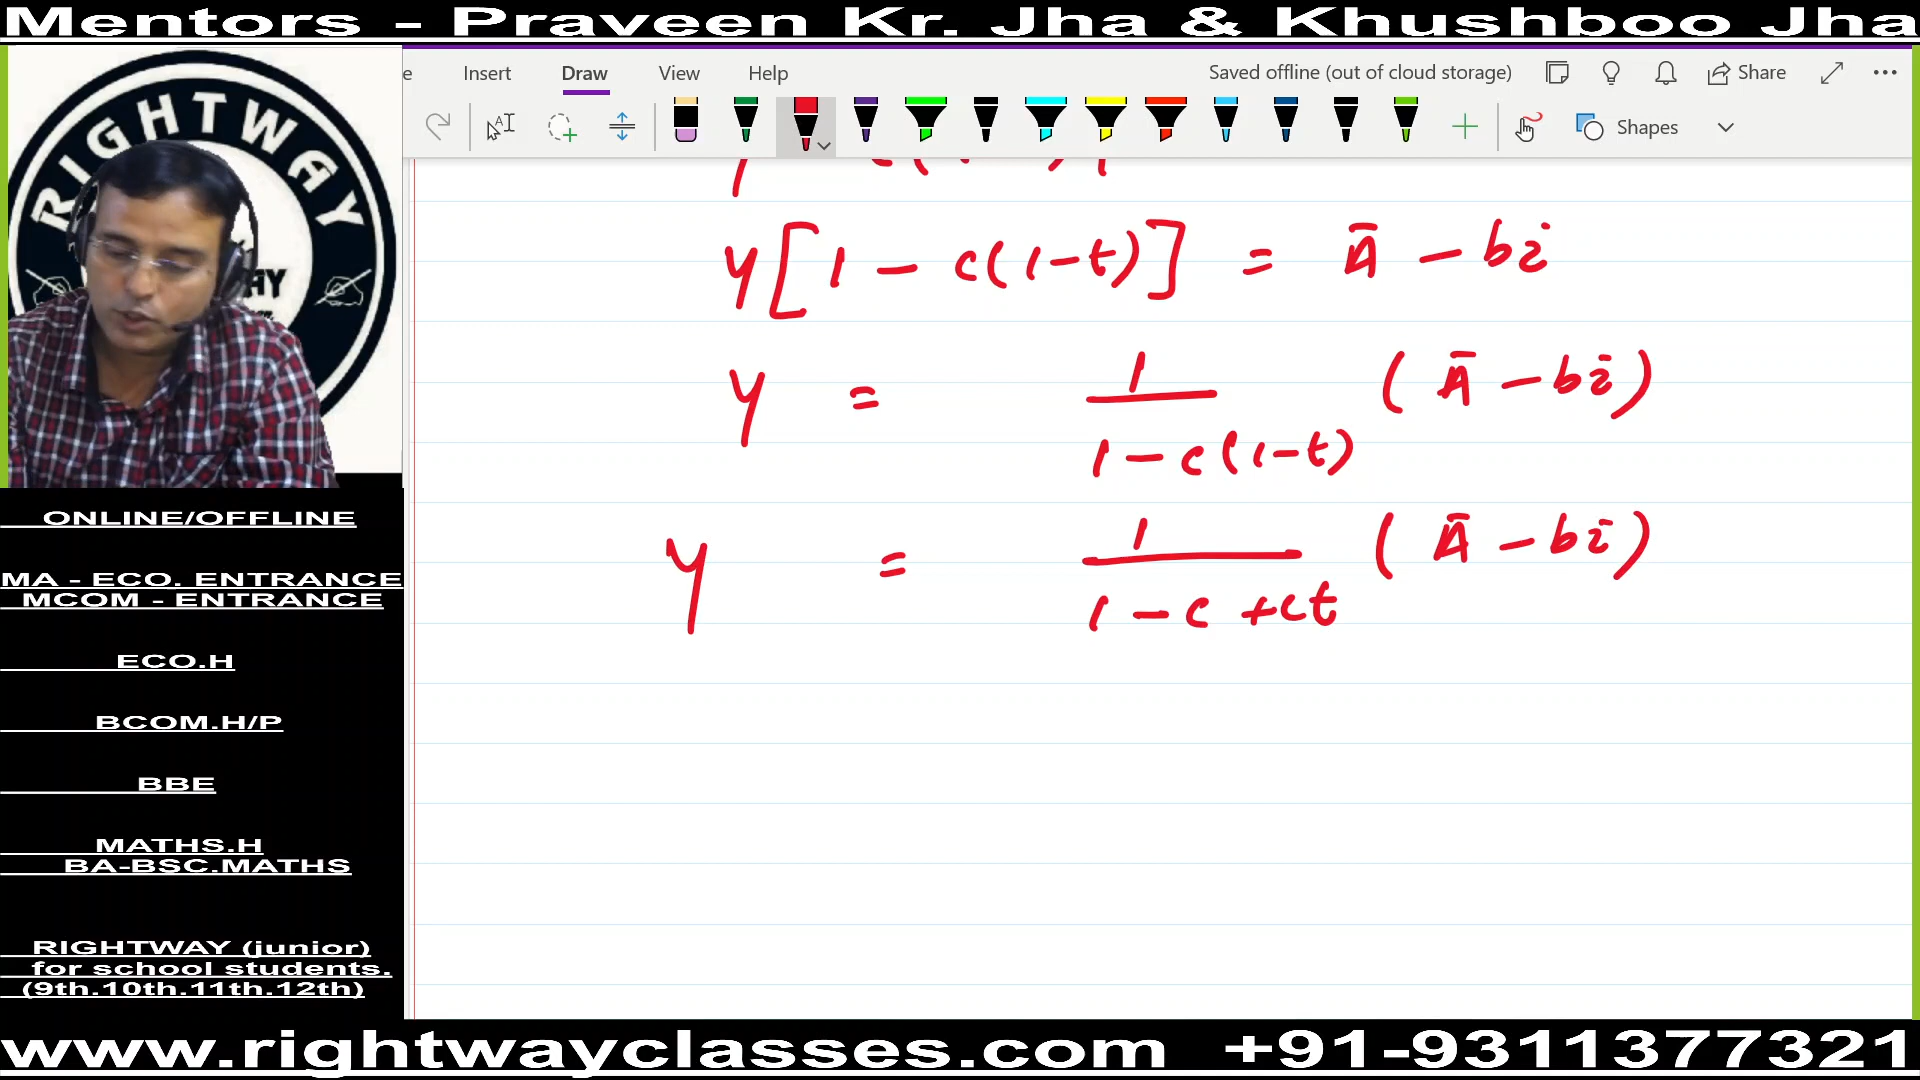 Mentors - Praveen Kr. Jha & Khushboo Jha
Insert Draw View Help Saved offline (out of cloud storage) Share
Shapes
RIGHTWAY
y[1 - c(1-t)] = Ā - bi
y = 1/(1 - c(1-t)) (Ā - bi)
y = 1/(1 - c + ct) (Ā - bi)
ONLINE/OFFLINE
MA - ECO. ENTRANCE
MCOM - ENTRANCE
ECO.H
BCOM.H/P
BBE
MATHS.H
BA-BSC.MATHS
RIGHTWAY (junior)
for school students.
(9th.10th.11th.12th)
www.rightwayclasses.com +91-9311377321